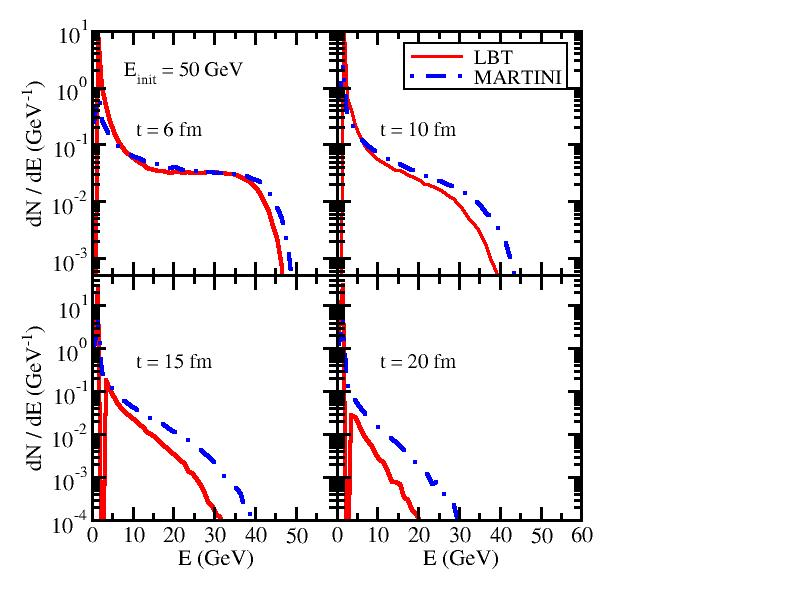 10^1
10^0
10^-1
10^-2
10^-3
dN / dE (GeV^-1)
E_init = 50 GeV
t = 6 fm
LBT
MARTINI
t = 10 fm
10^1
10^0
10^-1
10^-2
10^-3
10^-4
dN / dE (GeV^-1)
t = 15 fm
t = 20 fm
0 10 20 30 40 50 0 10 20 30 40 50 60
E (GeV) E (GeV)